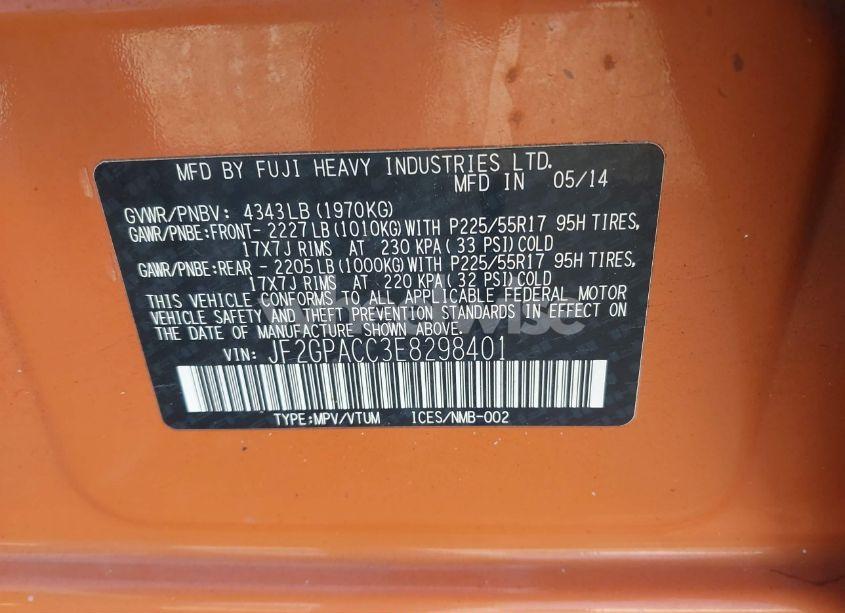 MFD BY FUJI HEAVY INDUSTRIES LTD.
MFD IN 05/14
GVWR/PNBV: 4343LB(1970KG)
GAWR/PNBE:FRONT-2227LB(1010KG)WITH P225/55R17 95H TIRES,
17X7J RIMS AT 230KPA(33 PSI)COLD
GAWR/PNBE:REAR -2205LB(1000KG)WITH P225/55R17 95H TIRES,
17X7J RIMS AT 220KPA(32 PSI)COLD
THIS VEHICLE CONFORMS TO ALL APPLICABLE FEDERAL MOTOR
VEHICLE SAFETY AND THEFT PREVENTION STANDARDS IN EFFECT ON
THE DATE OF MANUFACTURE SHOWN ABOVE.
VIN: JF2GPACC3E8298401
TYPE:MPV/VTUM ICES/NMB-002